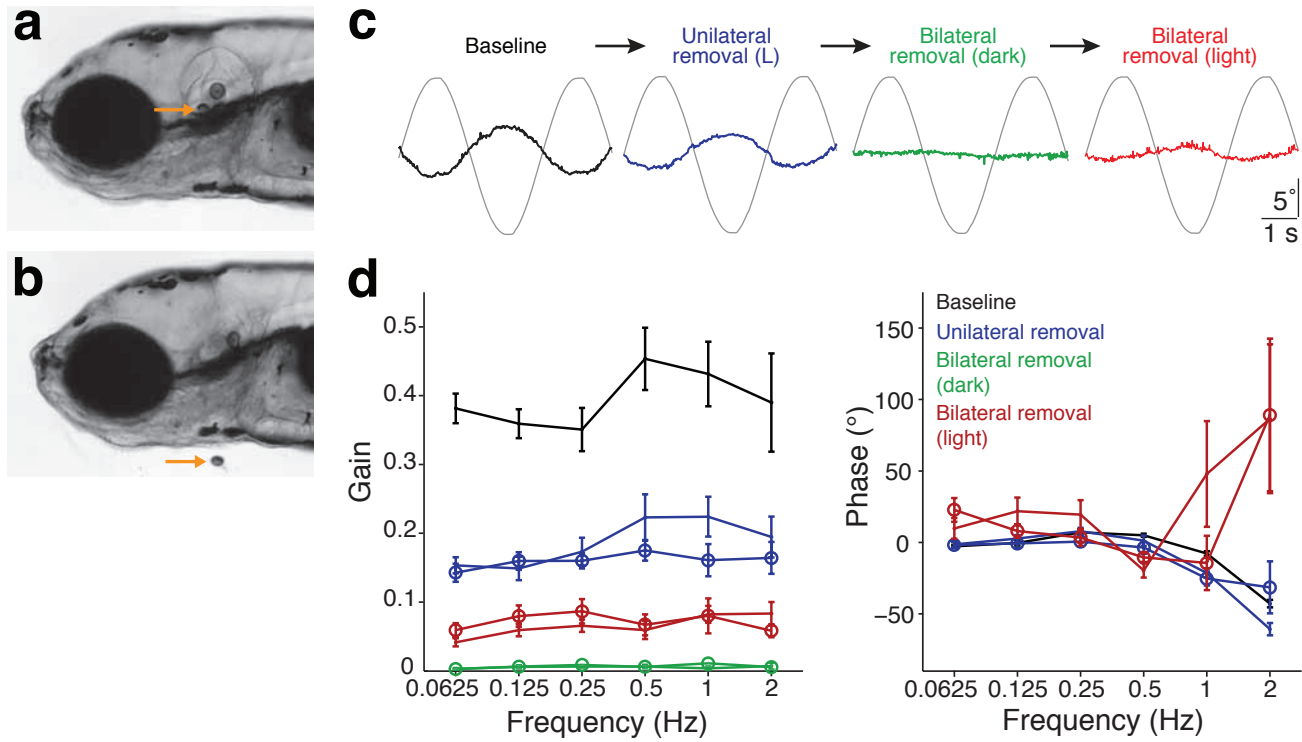 a
b
c
Baseline
Unilateral
removal (L)
Bilateral
removal (dark)
Bilateral
removal (light)
5°
1 s
d
Gain
0.5
0.4
0.3
0.2
0.1
0
0.0625
0.125
0.25
0.5
1
2
Frequency (Hz)
Phase (°)
150
100
50
0
−50
Baseline
Unilateral removal
Bilateral removal
(dark)
Bilateral removal
(light)
0.0625
0.125
0.25
0.5
1
2
Frequency (Hz)